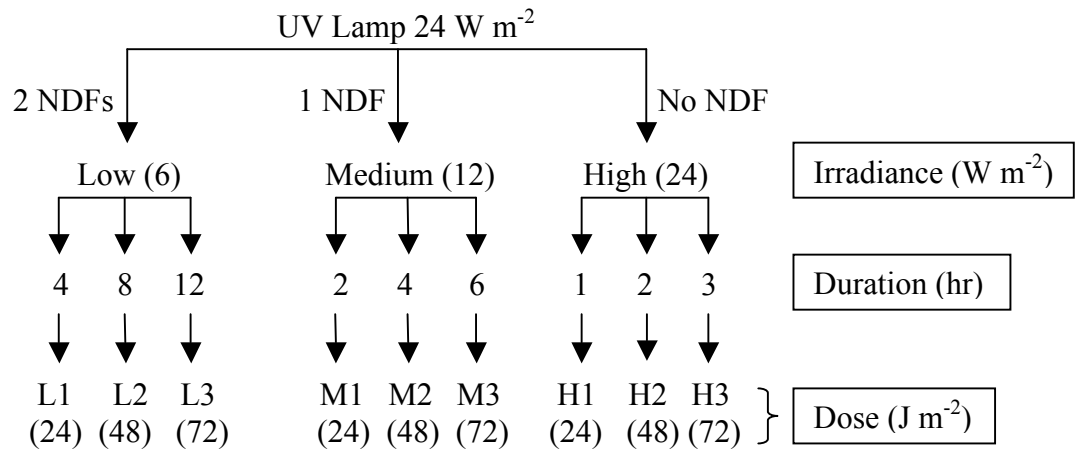 UV Lamp 24 W m-2
2 NDFs 1 NDF No NDF
Low (6) Medium (12) High (24) Irradiance (W m-2)
4 8 12 2 4 6 1 2 3 Duration (hr)
L1 L2 L3 M1 M2 M3 H1 H2 H3
(24) (48) (72) (24) (48) (72) (24) (48) (72) Dose (J m-2)